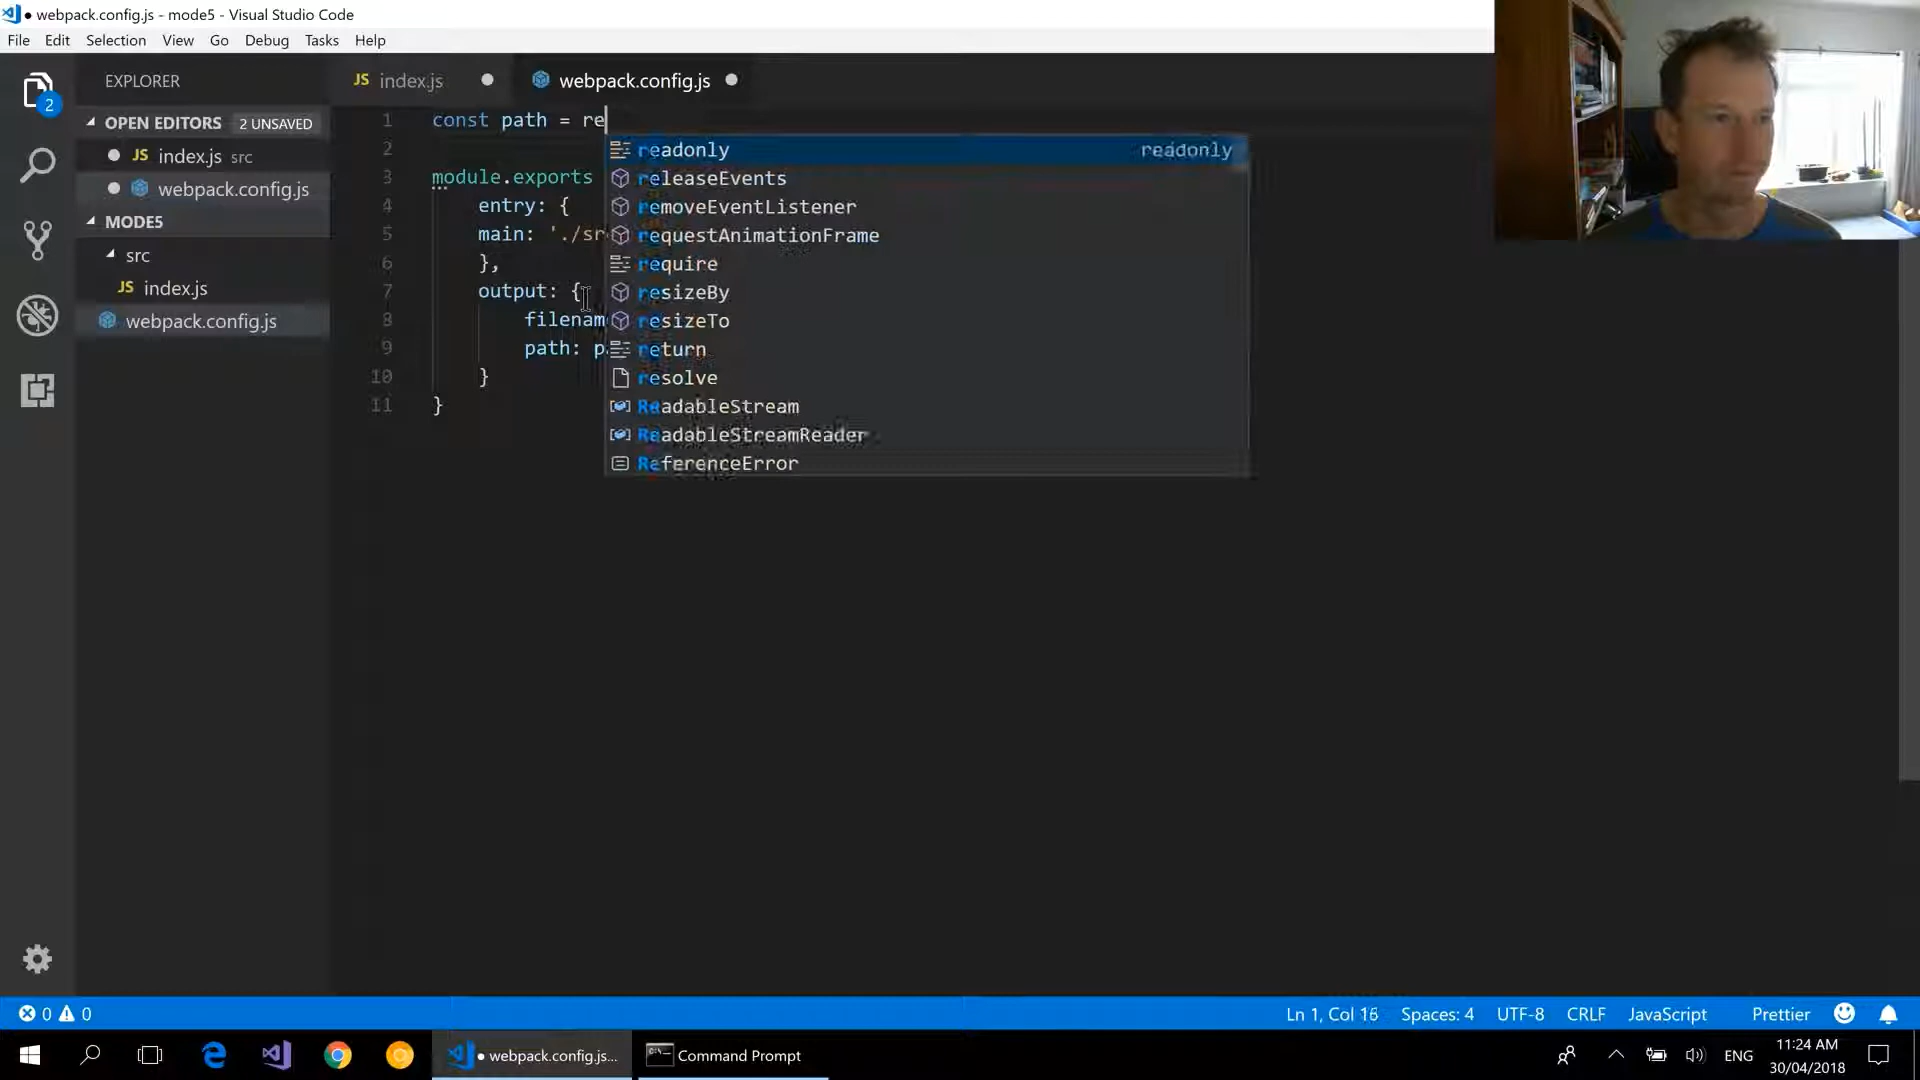 webpack.config.js - mode5 - Visual Studio Code
File Edit Selection View Go Debug Tasks Help
EXPLORER
JS index.js
webpack.config.js
OPEN EDITORS 2 UNSAVED
JS index.js src
webpack.config.js
MODE5
src
JS index.js
webpack.config.js
2
1 const path = re
2
3 module.exports
4 entry: {
5 main: './sr
6 },
7 output: {
8 filenam
9 path: p
10 }
11 }
readonly readonly
releaseEvents
removeEventListener
requestAnimationFrame
require
resizeBy
resizeTo
return
resolve
ReadableStream
ReadableStreamReader
ReferenceError
0 0 Ln 1, Col 16 Spaces: 4 UTF-8 CRLF JavaScript Prettier
webpack.config.js...
Command Prompt
ENG
11:24 AM
30/04/2018